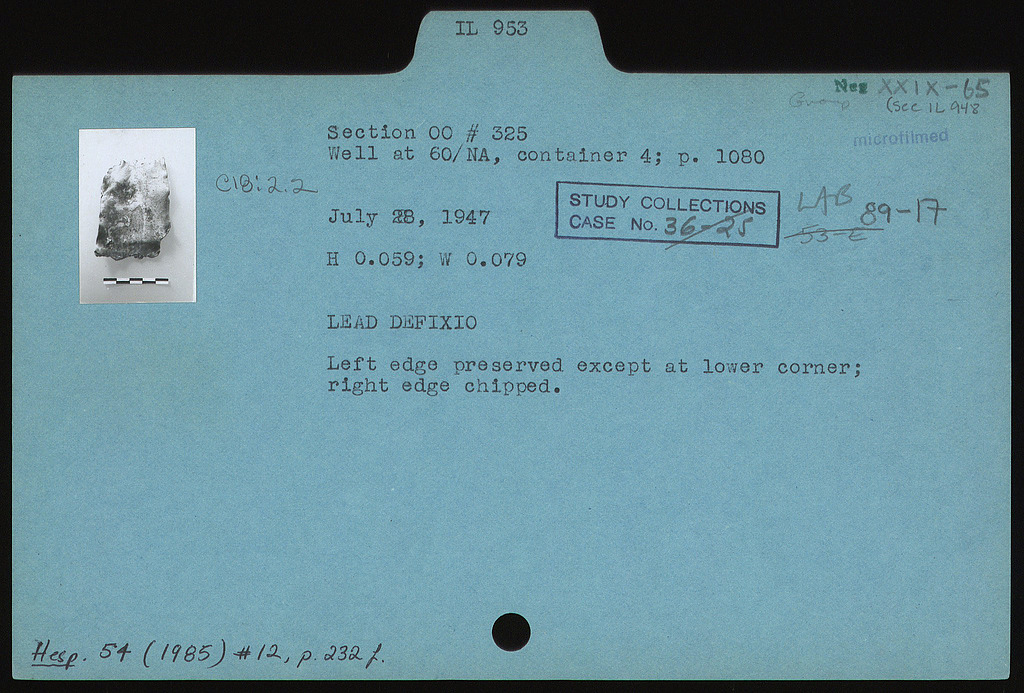 IL 953
Neg XXIX-65
Group (see IL 948
microfilmed
Section OO # 325
Well at 60/NA, container 4; p. 1080
C18:2.2
July 28, 1947
STUDY COLLECTIONS
CASE No. 36-25
LAB 89-17
53-E
H 0.059; W 0.079
LEAD DEFIXIO
Left edge preserved except at lower corner;
right edge chipped.
Hesp. 54 (1985) #12, p. 232 f.